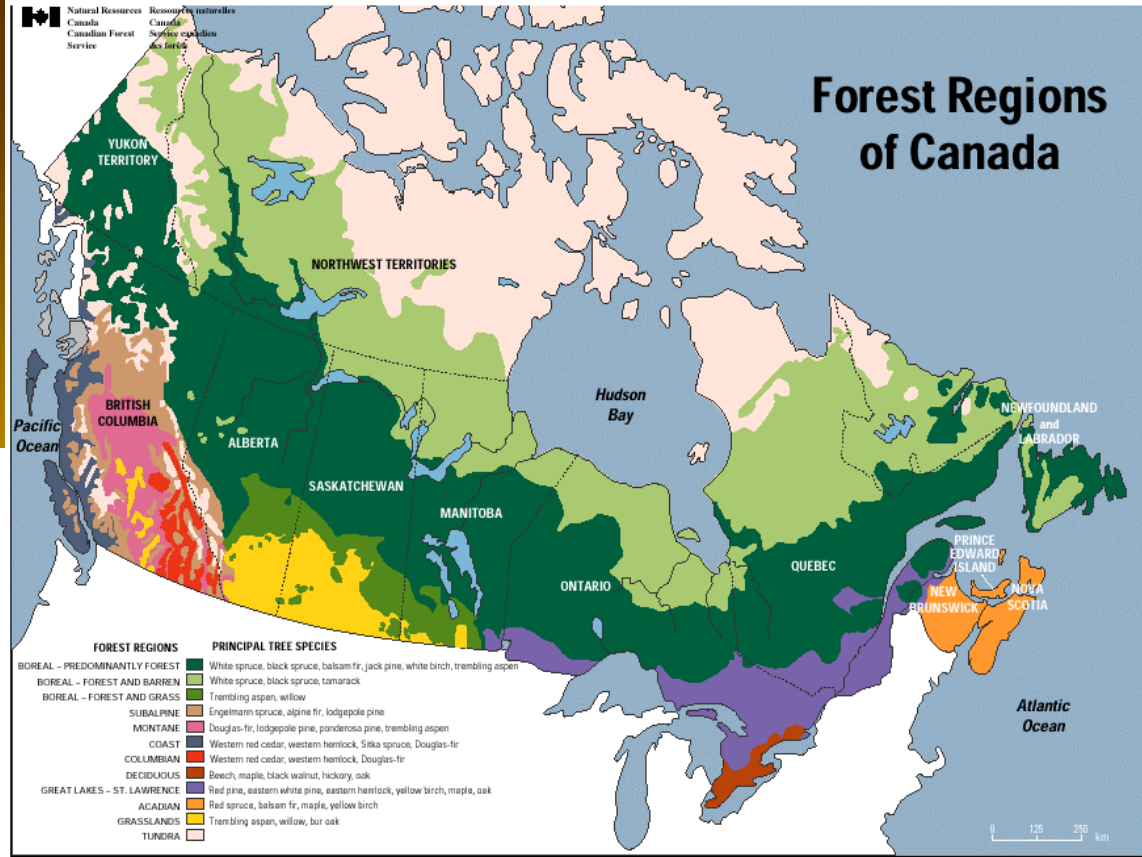 Natural Resources Ressources naturelles
Canada Canada
Canadian Forest Service canadien
Service des forêts
Forest Regions
of Canada
YUKON
TERRITORY
NORTHWEST TERRITORIES
Hudson
Bay
Pacific
Ocean
BRITISH
COLUMBIA
ALBERTA
SASKATCHEWAN
MANITOBA
ONTARIO
QUEBEC
NEWFOUNDLAND
and
LABRADOR
PRINCE
EDWARD
ISLAND
NEW
BRUNSWICK
NOVA
SCOTIA
Atlantic
Ocean
FOREST REGIONS PRINCIPAL TREE SPECIES
BOREAL – PREDOMINANTLY FOREST White spruce, black spruce, balsam fir, jack pine, white birch, trembling aspen
BOREAL – FOREST AND BARREN White spruce, black spruce, tamarack
BOREAL – FOREST AND GRASS Trembling aspen, willow
SUBALPINE Engelmann spruce, alpine fir, lodgepole pine
MONTANE Douglas-fir, lodgepole pine, ponderosa pine, trembling aspen
COAST Western red cedar, western hemlock, Sitka spruce, Douglas-fir
COLUMBIAN Western red cedar, western hemlock, Douglas-fir
DECIDUOUS Beech, maple, black walnut, hickory, oak
GREAT LAKES – ST. LAWRENCE Red pine, eastern white pine, eastern hemlock, yellow birch, maple, oak
ACADIAN Red spruce, balsam fir, maple, yellow birch
GRASSLANDS Trembling aspen, willow, bur oak
TUNDRA
0 125 250
km